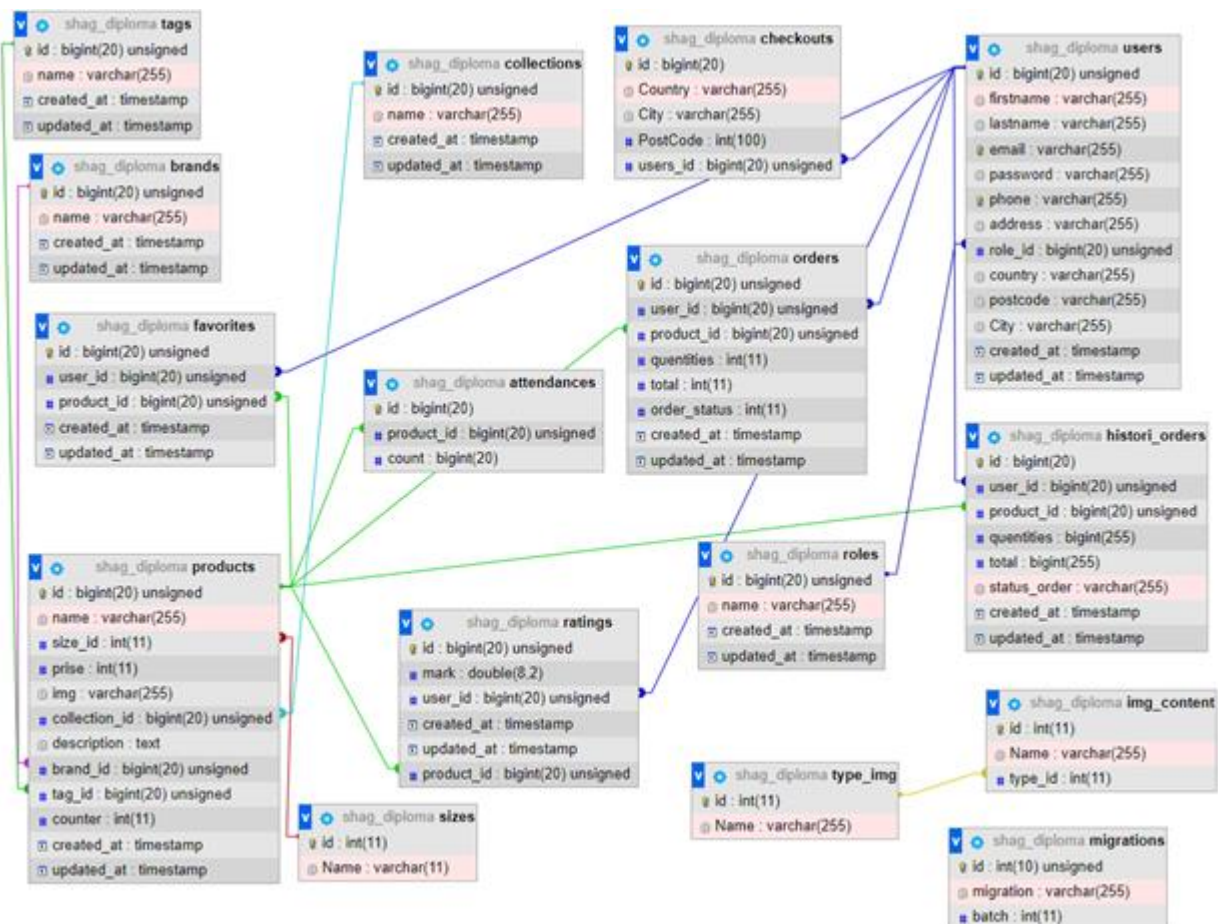 shag_diploma tags
id : bigint(20) unsigned
name : varchar(255)
created_at : timestamp
updated_at : timestamp
shag_diploma brands
id : bigint(20) unsigned
name : varchar(255)
created_at : timestamp
updated_at : timestamp
shag_diploma favorites
id : bigint(20) unsigned
user_id : bigint(20) unsigned
product_id : bigint(20) unsigned
created_at : timestamp
updated_at : timestamp
shag_diploma products
id : bigint(20) unsigned
name : varchar(255)
size_id : int(11)
prise : int(11)
img : varchar(255)
collection_id : bigint(20) unsigned
description : text
brand_id : bigint(20) unsigned
tag_id : bigint(20) unsigned
counter : int(11)
created_at : timestamp
updated_at : timestamp
shag_diploma collections
id : bigint(20) unsigned
name : varchar(255)
created_at : timestamp
updated_at : timestamp
shag_diploma attendances
id : bigint(20)
product_id : bigint(20) unsigned
count : bigint(20)
shag_diploma ratings
id : bigint(20) unsigned
mark : double(8,2)
user_id : bigint(20) unsigned
created_at : timestamp
updated_at : timestamp
product_id : bigint(20) unsigned
shag_diploma sizes
id : int(11)
Name : varchar(11)
shag_diploma checkouts
id : bigint(20)
Country : varchar(255)
City : varchar(255)
PostCode : int(100)
users_id : bigint(20) unsigned
shag_diploma orders
id : bigint(20) unsigned
user_id : bigint(20) unsigned
product_id : bigint(20) unsigned
quentities : int(11)
total : int(11)
order_status : int(11)
created_at : timestamp
updated_at : timestamp
shag_diploma roles
id : bigint(20) unsigned
name : varchar(255)
created_at : timestamp
updated_at : timestamp
shag_diploma type_img
id : int(11)
Name : varchar(255)
shag_diploma users
id : bigint(20) unsigned
firstname : varchar(255)
lastname : varchar(255)
email : varchar(255)
password : varchar(255)
phone : varchar(255)
address : varchar(255)
role_id : bigint(20) unsigned
country : varchar(255)
postcode : varchar(255)
City : varchar(255)
created_at : timestamp
updated_at : timestamp
shag_diploma histori_orders
id : bigint(20)
user_id : bigint(20) unsigned
product_id : bigint(20) unsigned
quentities : bigint(255)
total : bigint(255)
status_order : varchar(255)
created_at : timestamp
updated_at : timestamp
shag_diploma img_content
id : int(11)
Name : varchar(255)
type_id : int(11)
shag_diploma migrations
id : int(10) unsigned
migration : varchar(255)
batch : int(11)